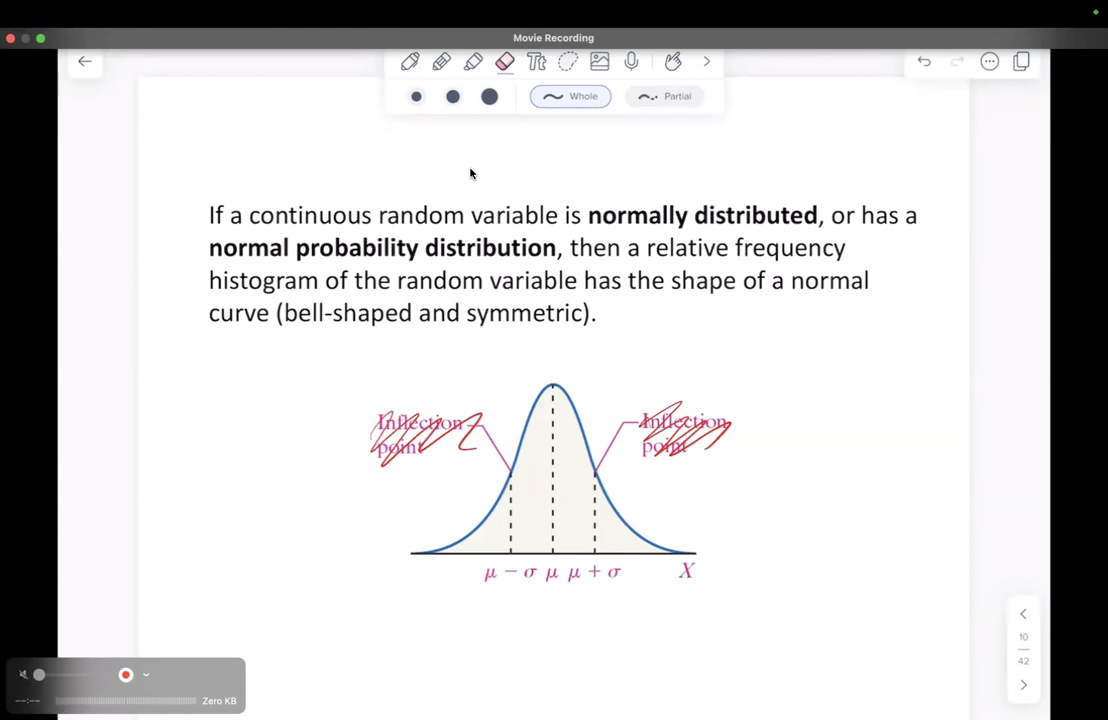 Movie Recording
Tt
Whole
Partial
If a continuous random variable is normally distributed, or has a
normal probability distribution, then a relative frequency
histogram of the random variable has the shape of a normal
curve (bell-shaped and symmetric).
Inflection
point
Inflection
point
μ − σ μ μ + σ X
10
42
--:--
Zero KB